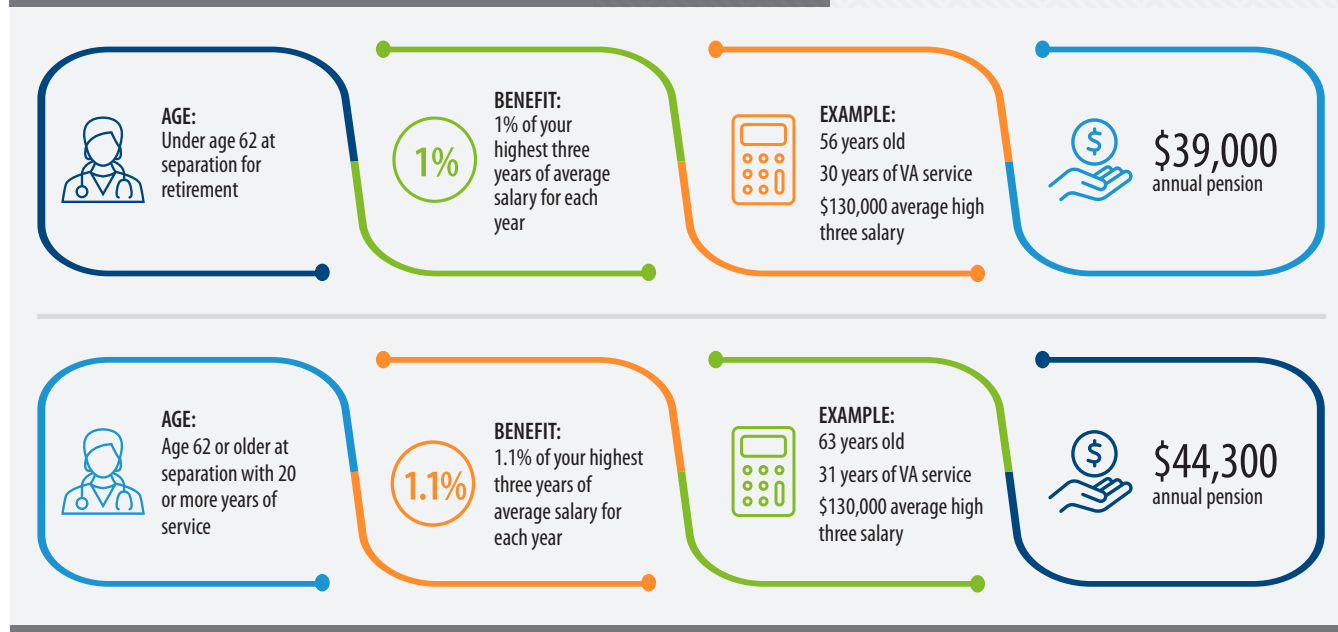 AGE:
Under age 62 at
separation for
retirement
1%
BENEFIT:
1% of your
highest three
years of average
salary for each
year
EXAMPLE:
56 years old
30 years of VA service
$130,000 average high
three salary
$
$39,000
annual pension
AGE:
Age 62 or older at
separation with 20
or more years of
service
1.1%
BENEFIT:
1.1% of your highest
three years of
average salary for
each year
EXAMPLE:
63 years old
31 years of VA service
$130,000 average high
three salary
$
$44,300
annual pension